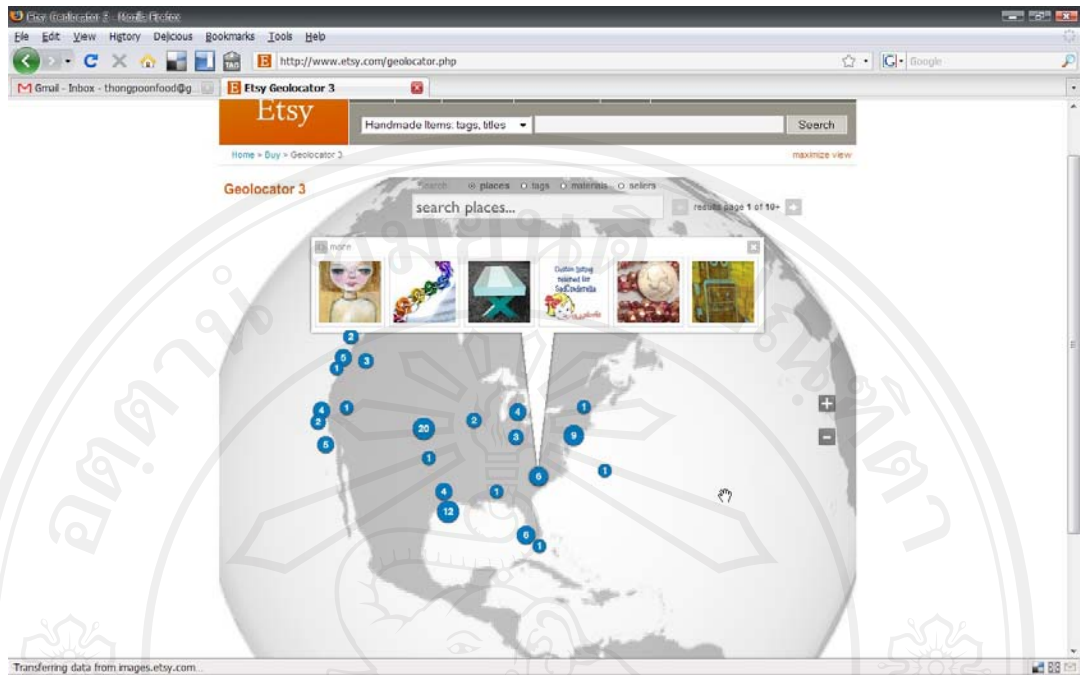 Etsy Geolocator 3 - Mozilla Firefox
File Edit View History Delicious Bookmarks Tools Help
TAG http://www.etsy.com/geolocator.php Google
Gmail - Inbox - thongpoonfood@g... Etsy Geolocator 3
Etsy
Handmade Items: tags, titles Search
Home > Buy > Geolocator 3 maximize view
Geolocator 3
Search: places tags materials sellers
search places... results page 1 of 19+
more
Custom listing
reserved for
SadCinderella
2
5
3
1
4
1
2
5
20
2
4
1
3
9
1
6
1
4
1
12
6
1
+
-
Transferring data from images.etsy.com...